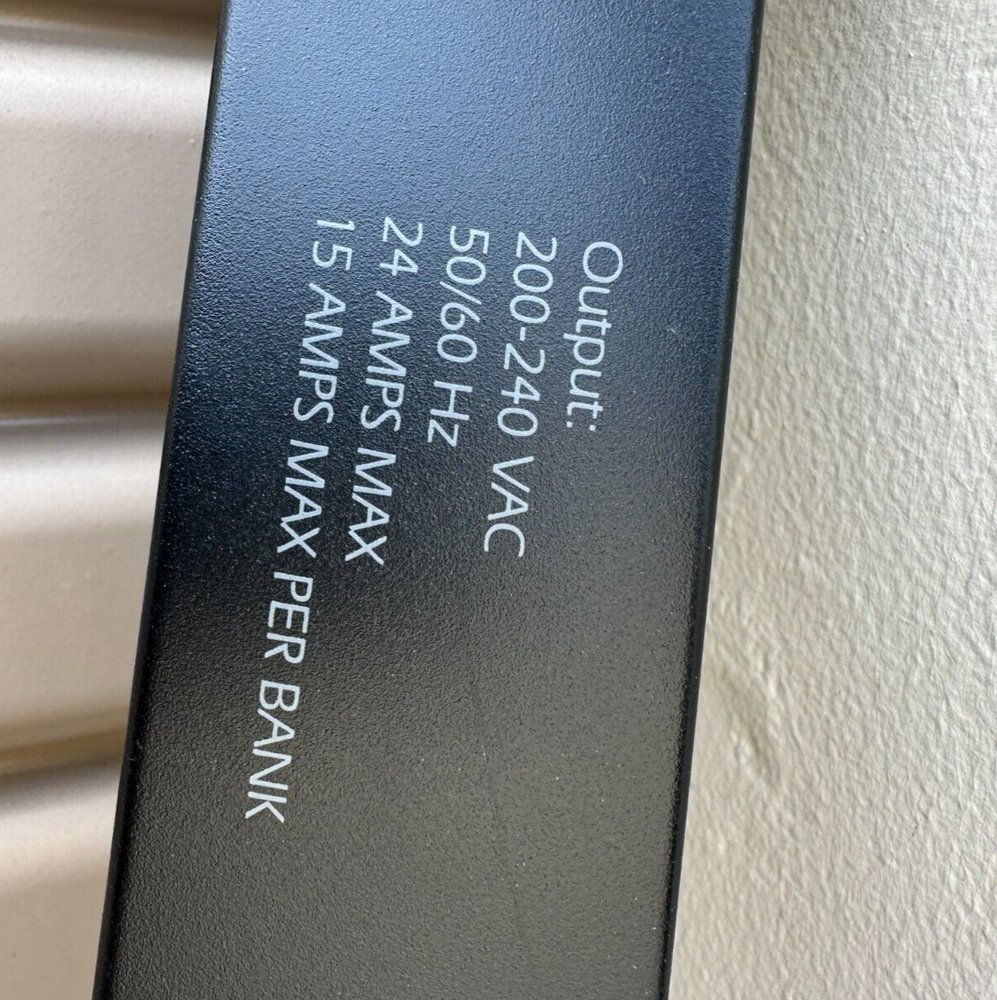 Output:
200-240 VAC
50/60 Hz
24 AMPS MAX
15 AMPS MAX PER BANK